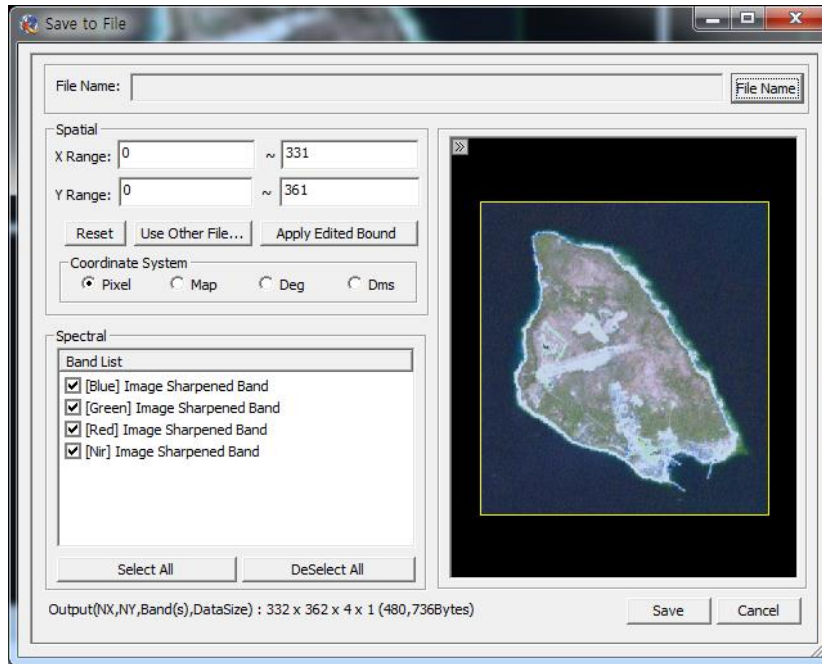 Save to File
File Name:
File Name
Spatial
X Range: 0 ~ 331
Y Range: 0 ~ 361
Reset Use Other File... Apply Edited Bound
Coordinate System
Pixel Map Deg Dms
Spectral
Band List
[Blue] Image Sharpened Band
[Green] Image Sharpened Band
[Red] Image Sharpened Band
[Nir] Image Sharpened Band
Select All DeSelect All
Output(NX,NY,Band(s),DataSize) : 332 x 362 x 4 x 1 (480,736Bytes)
Save Cancel